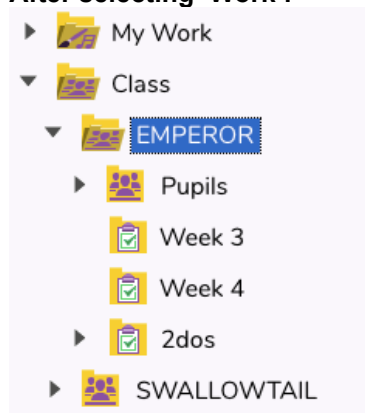 After selecting 'Work':
My Work
Class
EMPEROR
Pupils
Week 3
Week 4
2dos
SWALLOWTAIL